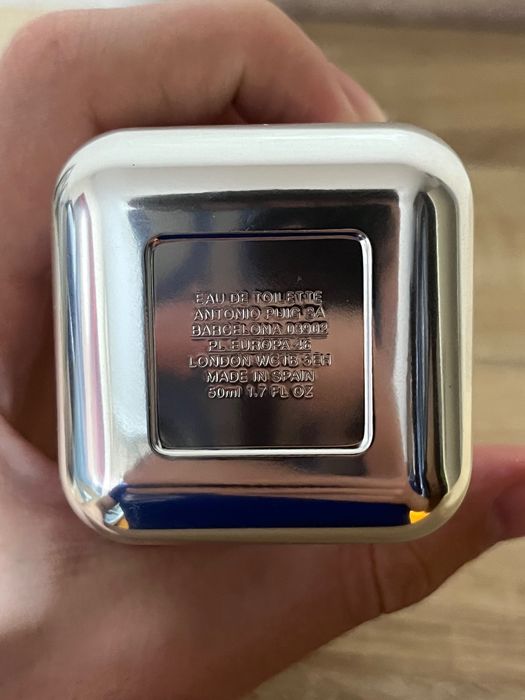 EAU DE TOILETTE
ANTONIO PUIG SA
BARCELONA 08902
PL. EUROPA 46
LONDON WC1B 5EH
MADE IN SPAIN
50ml 1.7 FL OZ